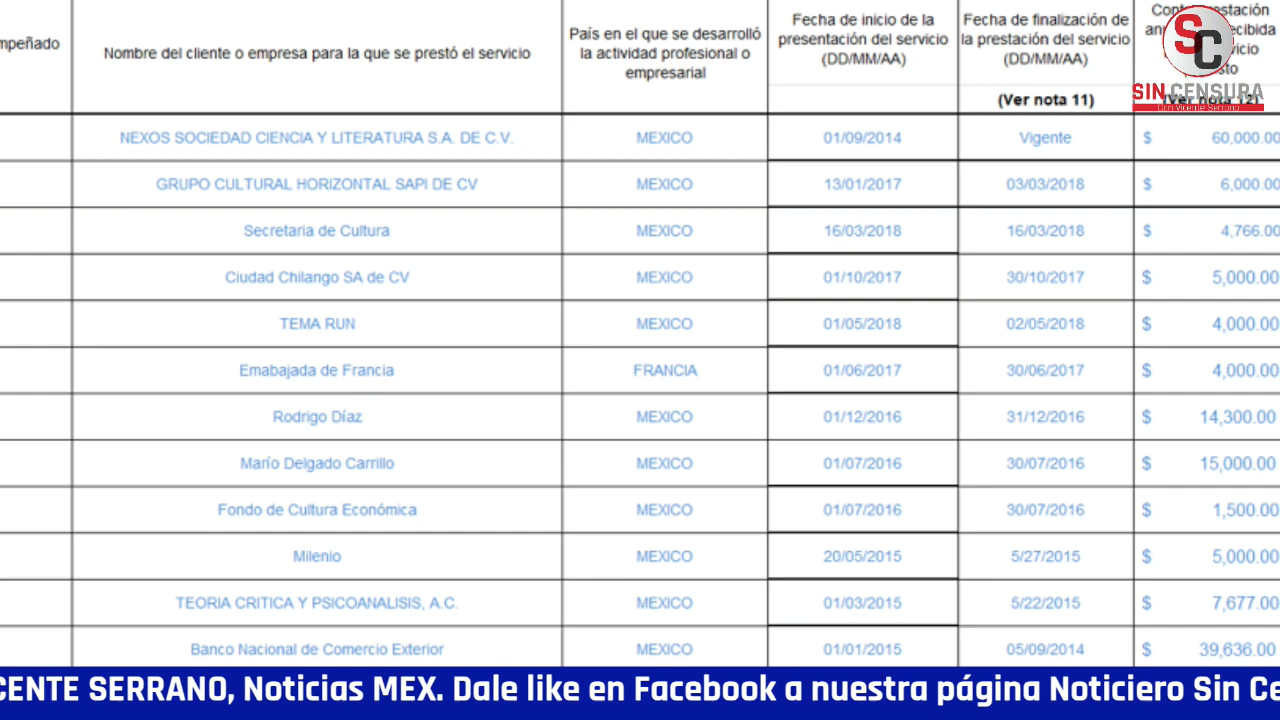 mpeñado
Nombre del cliente o empresa para la que se prestó el servicio
País en el que se desarrolló
la actividad profesional o
empresarial
Fecha de inicio de la
presentación del servicio
(DD/MM/AA)
Fecha de finalización de
la prestación del servicio
(DD/MM/AA)
(Ver nota 11)
(Ver nota 12)
SC
SIN CENSURA
Con Vicente Serrano
NEXOS SOCIEDAD CIENCIA Y LITERATURA S.A. DE C.V. MEXICO 01/09/2014 Vigente $ 60,000.00
GRUPO CULTURAL HORIZONTAL SAPI DE CV MEXICO 13/01/2017 03/03/2018 $ 6,000.00
Secretaria de Cultura MEXICO 16/03/2018 16/03/2018 $ 4,766.00
Ciudad Chilango SA de CV MEXICO 01/10/2017 30/10/2017 $ 5,000.00
TEMA RUN MEXICO 01/05/2018 02/05/2018 $ 4,000.00
Emabajada de Francia FRANCIA 01/06/2017 30/06/2017 $ 4,000.00
Rodrigo Díaz MEXICO 01/12/2016 31/12/2016 $ 14,300.00
Marío Delgado Carrillo MEXICO 01/07/2016 30/07/2016 $ 15,000.00
Fondo de Cultura Económica MEXICO 01/07/2016 30/07/2016 $ 1,500.00
Milenio MEXICO 20/05/2015 5/27/2015 $ 5,000.00
TEORIA CRITICA Y PSICOANALISIS, A.C. MEXICO 01/03/2015 5/22/2015 $ 7,677.00
Banco Nacional de Comercio Exterior MEXICO 01/01/2015 05/09/2014 $ 39,636.00
CENTE SERRANO, Noticias MEX. Dale like en Facebook a nuestra página Noticiero Sin Ce